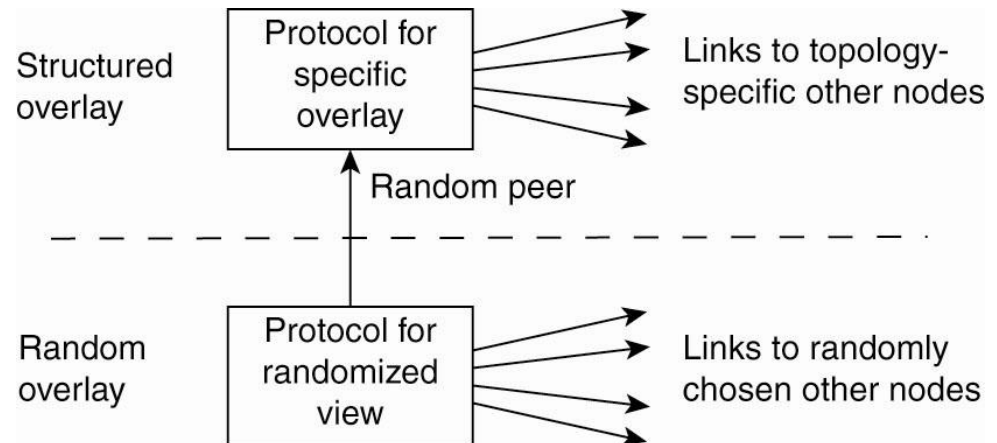 Structured
overlay
Protocol for
specific
overlay
Links to topology-
specific other nodes
Random peer
Random
overlay
Protocol for
randomized
view
Links to randomly
chosen other nodes